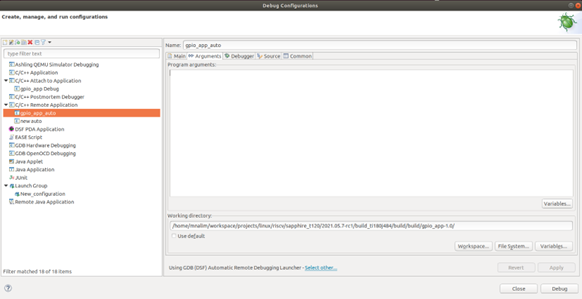 Debug Configurations
Create, manage, and run configurations
type filter text
Ashling QEMU Simulator Debugging
C/C++ Application
C/C++ Attach to Application
gpio_app Debug
C/C++ Postmortem Debugger
C/C++ Remote Application
gpio_app_auto
new auto
DSF PDA Application
EASE Script
GDB Hardware Debugging
GDB OpenOCD Debugging
Java Applet
Java Application
JUnit
Launch Group
New_configuration
Remote Java Application
Filter matched 18 of 18 items
Name: gpio_app_auto
Main Arguments Debugger Source Common
Program arguments:
Variables...
Working directory:
/home/mnalim/workspace/projects/linux/riscv/sapphire_t120/2021.05.7-rc1/build_ti180j484/build/build/gpio_app-1.0/
Use default
Workspace... File System... Variables...
Using GDB (DSF) Automatic Remote Debugging Launcher - Select other...
Revert Apply
Close Debug